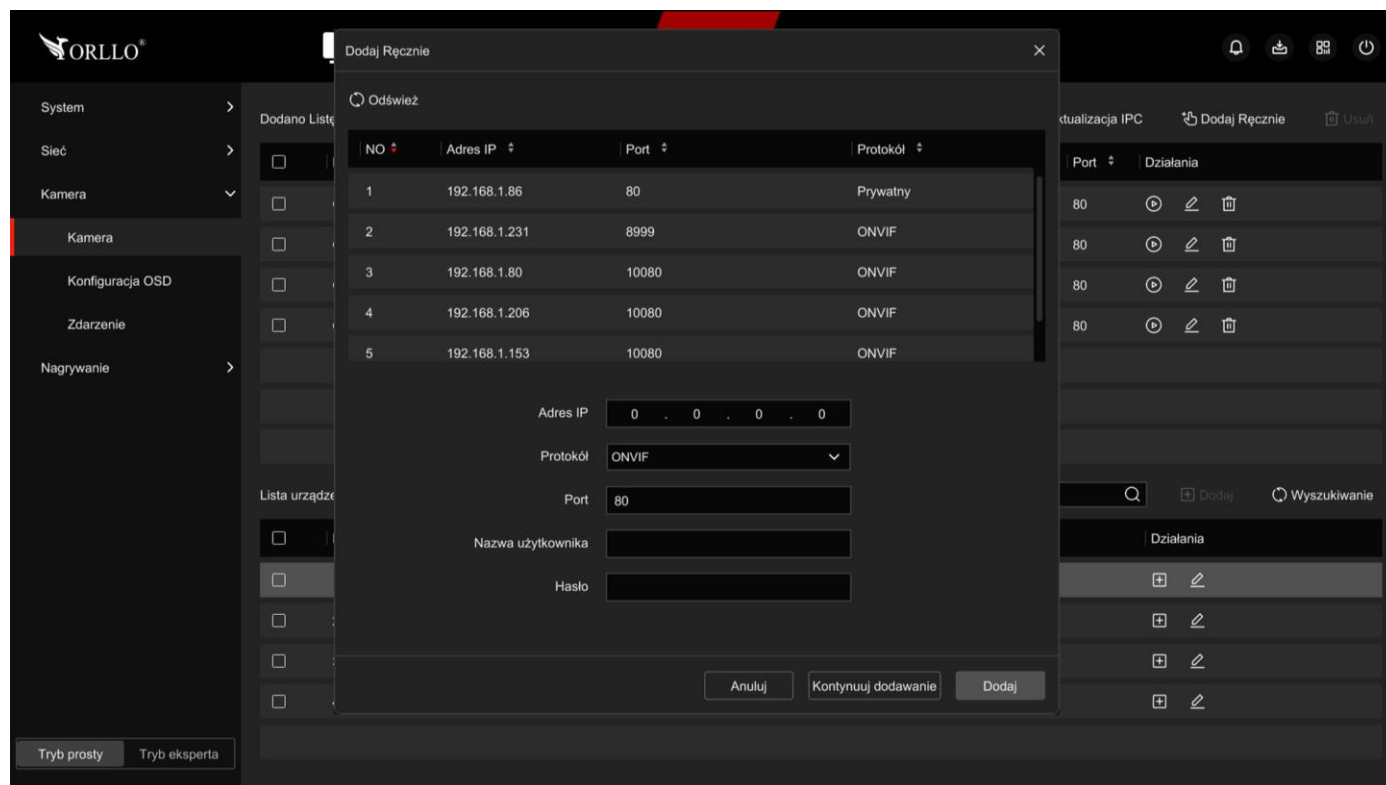 ORLLO®
Dodaj Ręcznie
Odśwież
System
Sieć
Kamera
Kamera
Konfiguracja OSD
Zdarzenie
Nagrywanie
Dodano
Dodaj Ręcznie
Usuń
IPC
NO Adres IP Port Protokół
1 192.168.1.86 80 Prywatny
2 192.168.1.231 8999 ONVIF
3 192.168.1.80 10080 ONVIF
4 192.168.1.206 10080 ONVIF
5 192.168.1.153 10080 ONVIF
Port Działania
80
80
80
80
Adres IP 0 . 0 . 0 . 0
Protokół ONVIF
Port 80
Nazwa użytkownika
Hasło
Lista
Dodaj
Wyszukiwanie
Działania
Anuluj
Kontynuuj dodawanie
Dodaj
Tryb prosty
Tryb eksperta